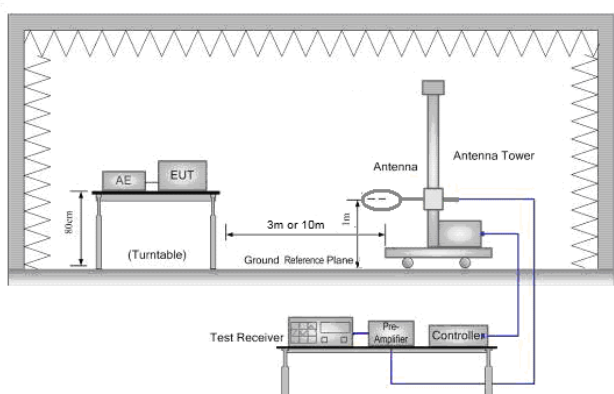 AE
EUT
80cm
(Turntable)
3m or 10m
Ground Reference Plane
1m
Antenna
Antenna Tower
Test Receiver
Pre-
Amplifier
Controller